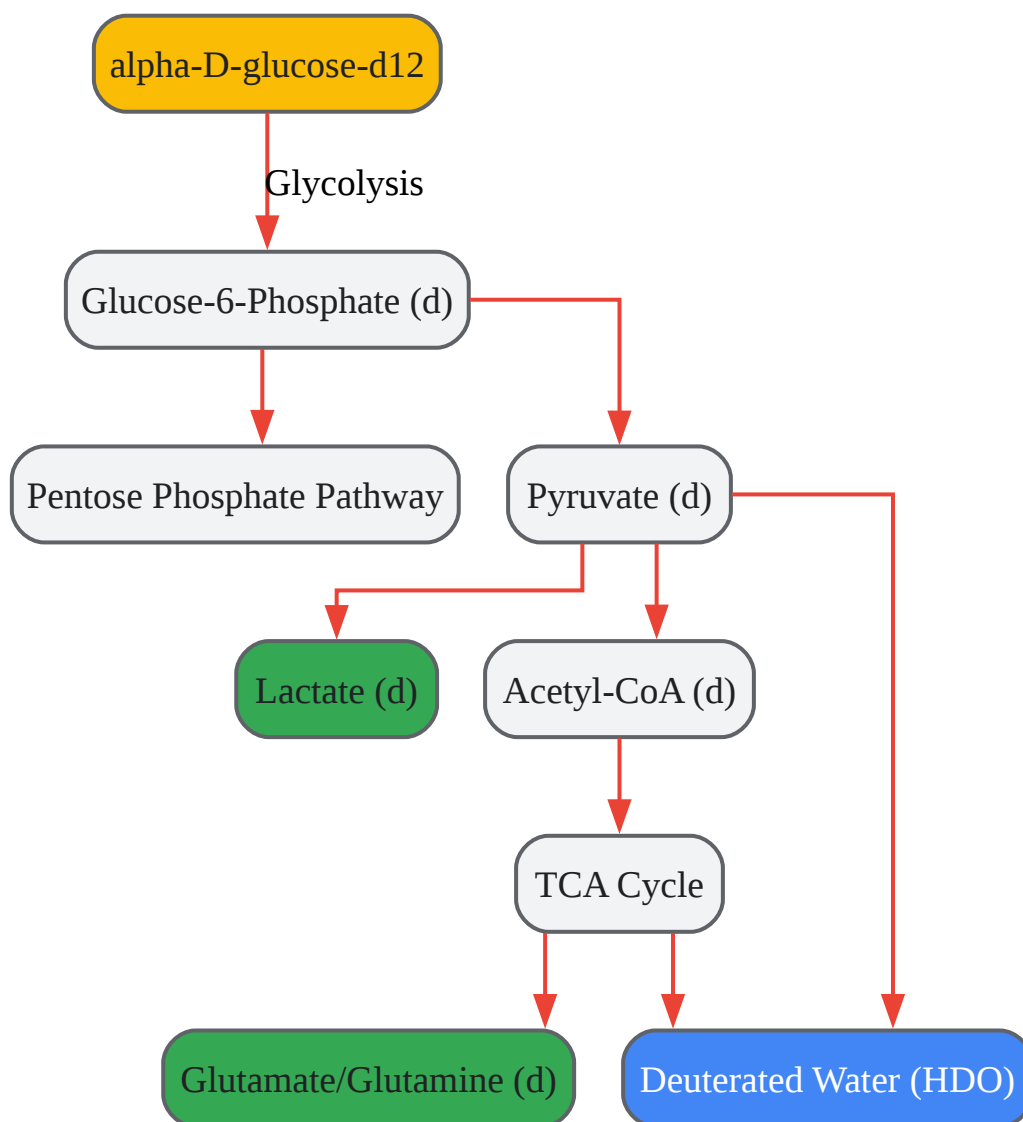 alpha-D-glucose-d12
Glycolysis
Glucose-6-Phosphate (d)
Pentose Phosphate Pathway
Pyruvate (d)
Lactate (d)
Acetyl-CoA (d)
TCA Cycle
Glutamate/Glutamine (d)
Deuterated Water (HDO)